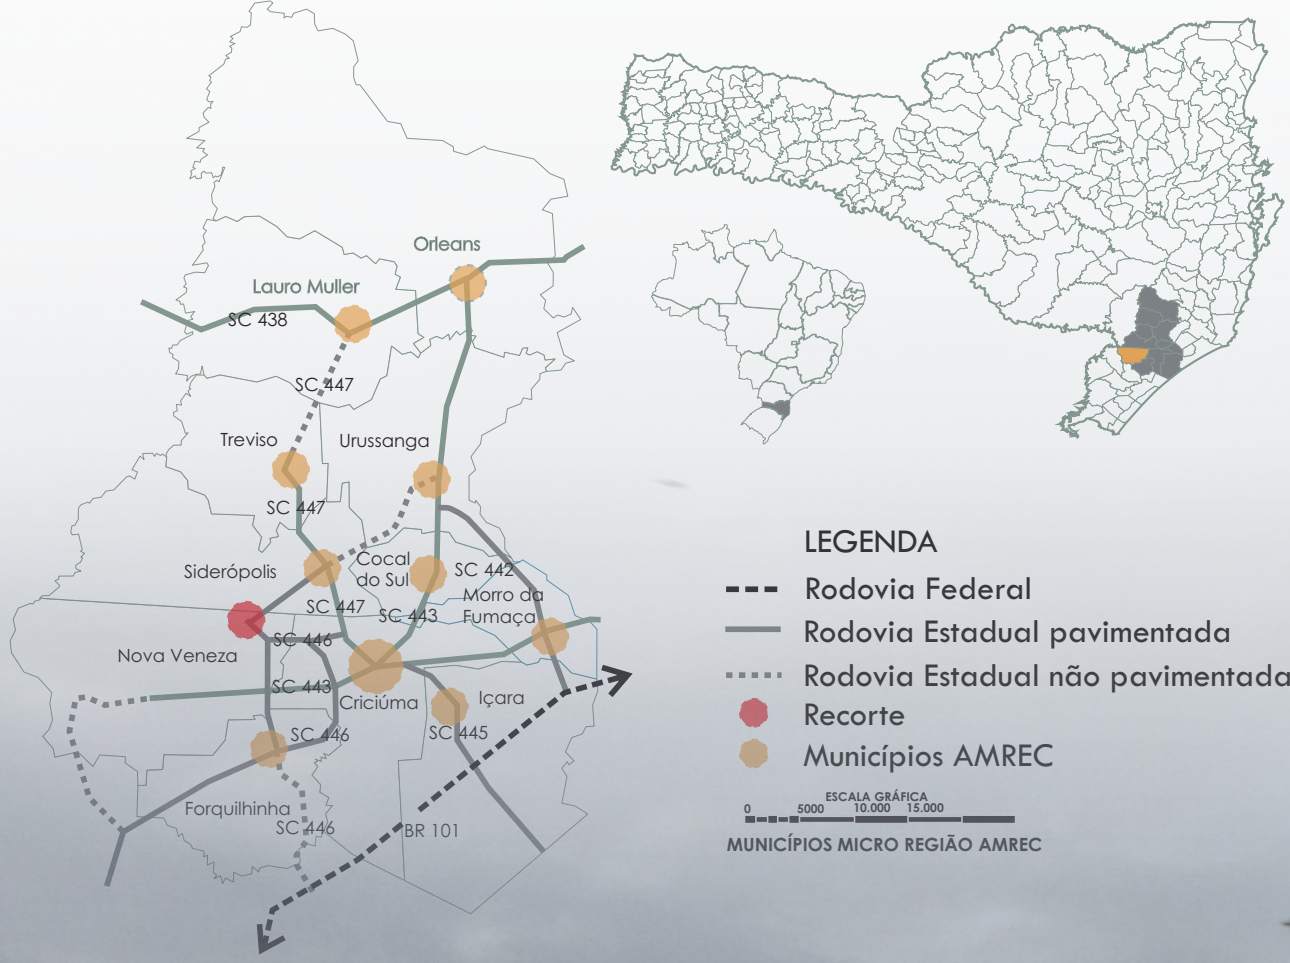 Orleans
Lauro Muller
SC 438
SC 447
Treviso
Urussanga
SC 447
Siderópolis
Cocal
do Sul
SC 442
Morro da
Fumaça
SC 447
SC 443
SC 446
Nova Veneza
SC 443
Criciúma
Içara
SC 446
SC 445
Forquilhinha
SC 446
BR 101
LEGENDA
Rodovia Federal
Rodovia Estadual pavimentada
Rodovia Estadual não pavimentada
Recorte
Municípios AMREC
ESCALA GRÁFICA
0 5000 10.000 15.000
MUNICÍPIOS MICRO REGIÃO AMREC